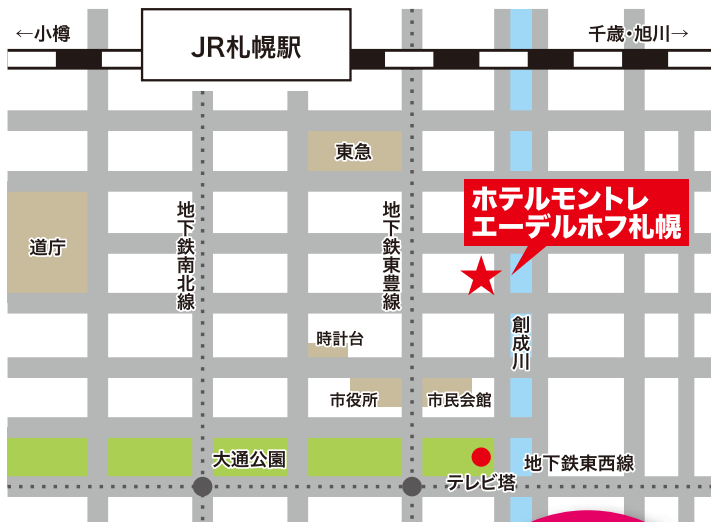 ←小樽
JR札幌駅
千歳・旭川→
東急
ホテルモントレ
エーデルホフ札幌
道庁
地下鉄南北線
地下鉄東豊線
創成川
時計台
市役所
市民会館
大通公園
テレビ塔
地下鉄東西線